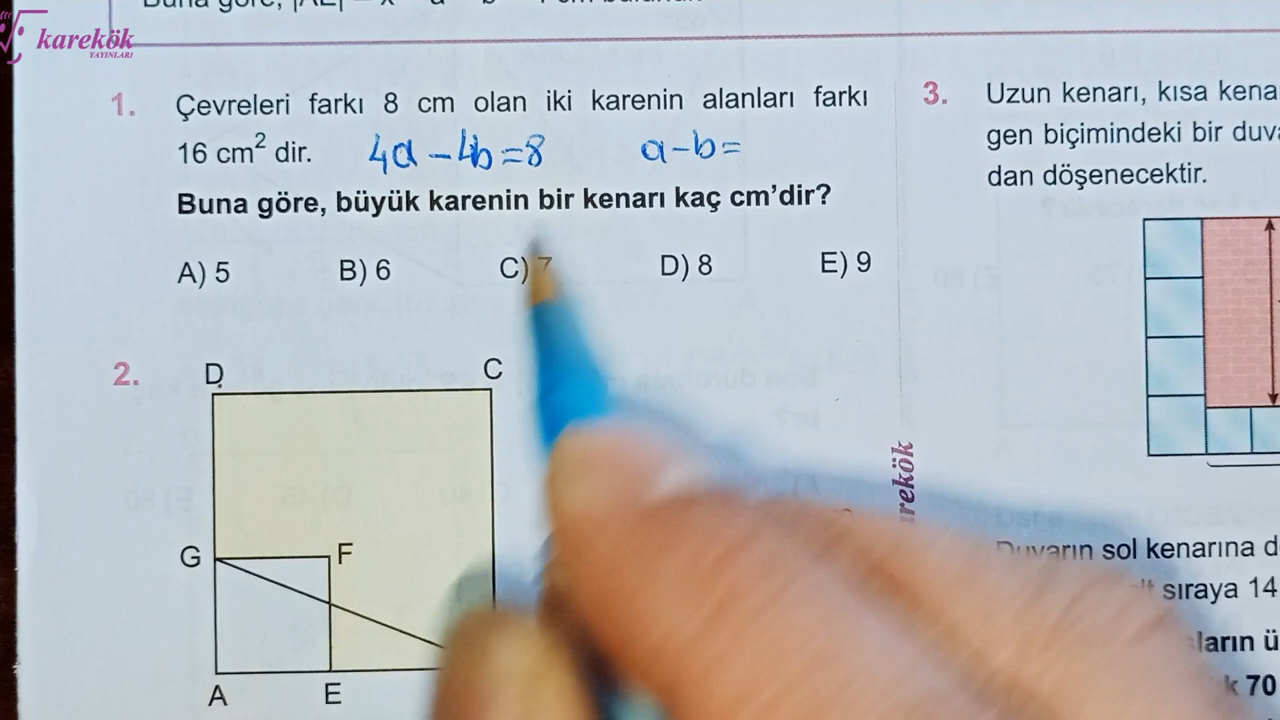 karekök
YAYINLARI
1. Çevreleri farkı 8 cm olan iki karenin alanları farkı
16 cm² dir. 4a - 4b = 8 a - b =
Buna göre, büyük karenin bir kenarı kaç cm'dir?
A) 5 B) 6 C) 7 D) 8 E) 9
2. D C
G F
A E
rekök
3. Uzun kenarı, kısa kena
gen biçimindeki bir duva
dan döşenecektir.
Duvarın sol kenarına d
sıraya 14
ların ü
k 70